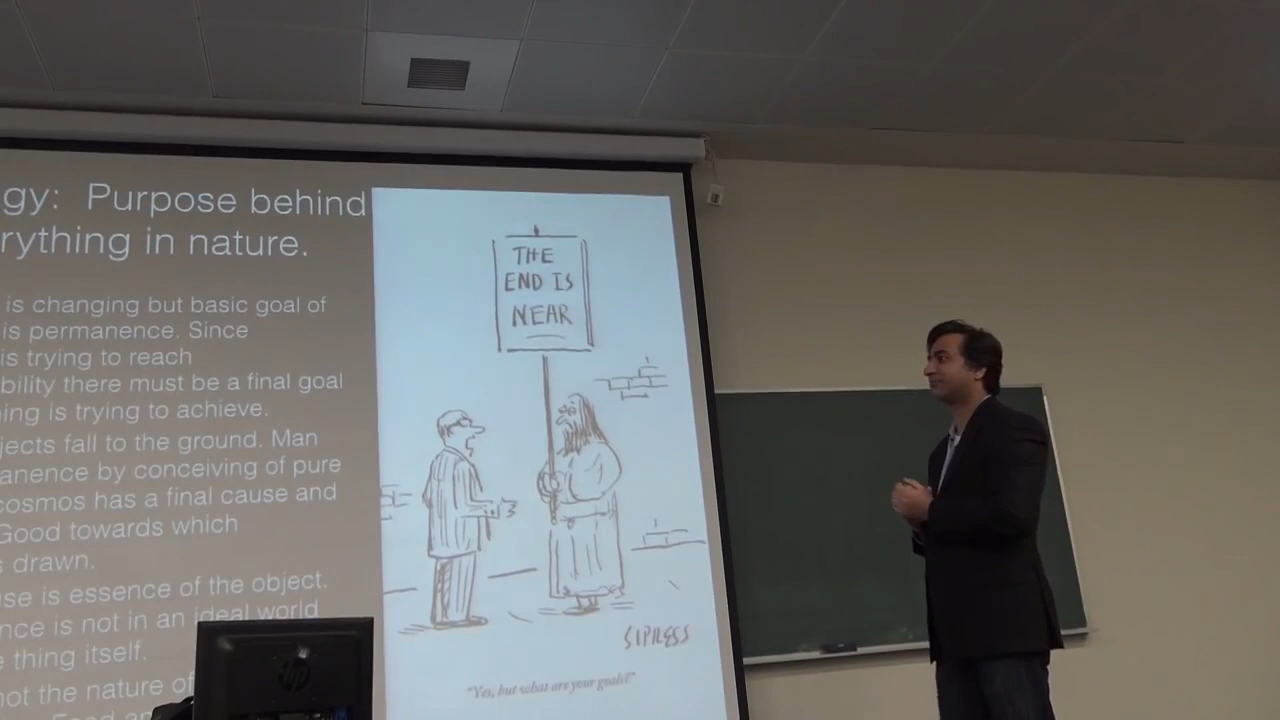 gy: Purpose behind
rything in nature.
is changing but basic goal of
is permanence. Since
is trying to reach
bility there must be a final goal
ing is trying to achieve.
jects fall to the ground. Man
anence by conceiving of pure
cosmos has a final cause and
Good towards which
s drawn.
use is essence of the object.
nce is not in an ideal world
e thing itself.
not the nature of
THE
END IS
NEAR
SIPRESS
"Yes, but what are your goals?"
hp